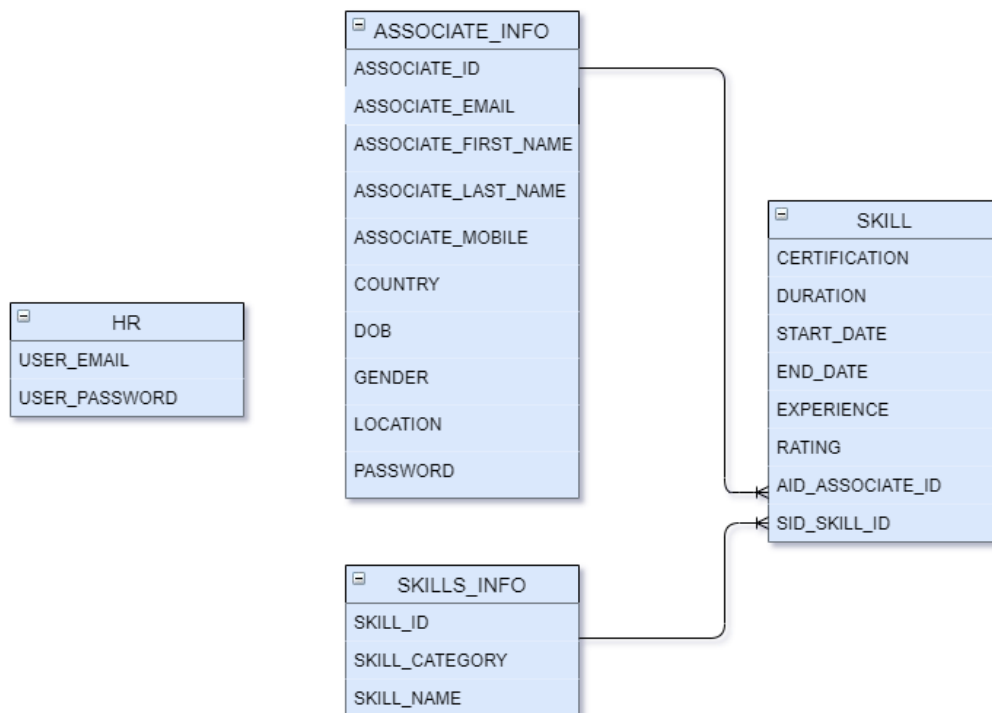 ASSOCIATE_INFO
ASSOCIATE_ID
ASSOCIATE_EMAIL
ASSOCIATE_FIRST_NAME
ASSOCIATE_LAST_NAME
ASSOCIATE_MOBILE
COUNTRY
DOB
GENDER
LOCATION
PASSWORD
HR
USER_EMAIL
USER_PASSWORD
SKILL
CERTIFICATION
DURATION
START_DATE
END_DATE
EXPERIENCE
RATING
AID_ASSOCIATE_ID
SID_SKILL_ID
SKILLS_INFO
SKILL_ID
SKILL_CATEGORY
SKILL_NAME